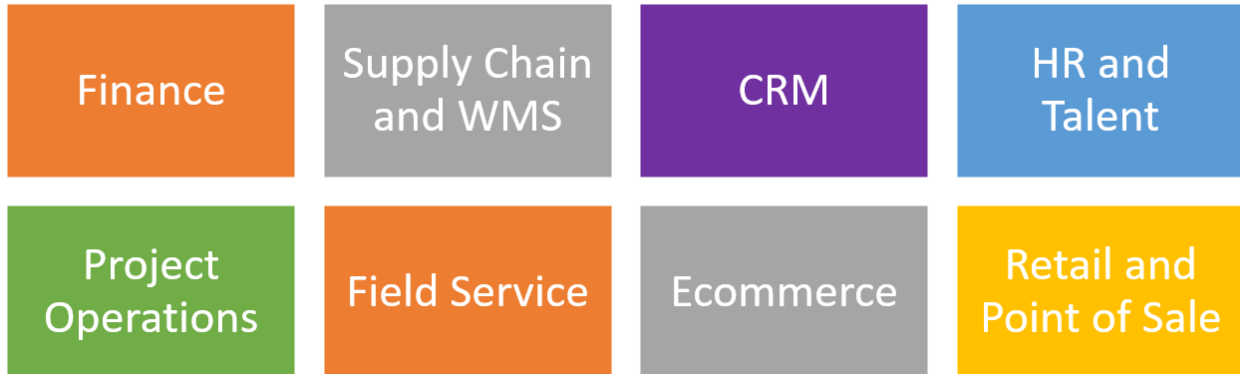 Finance
Supply Chain
and WMS
CRM
HR and
Talent
Project
Operations
Field Service
Ecommerce
Retail and
Point of Sale